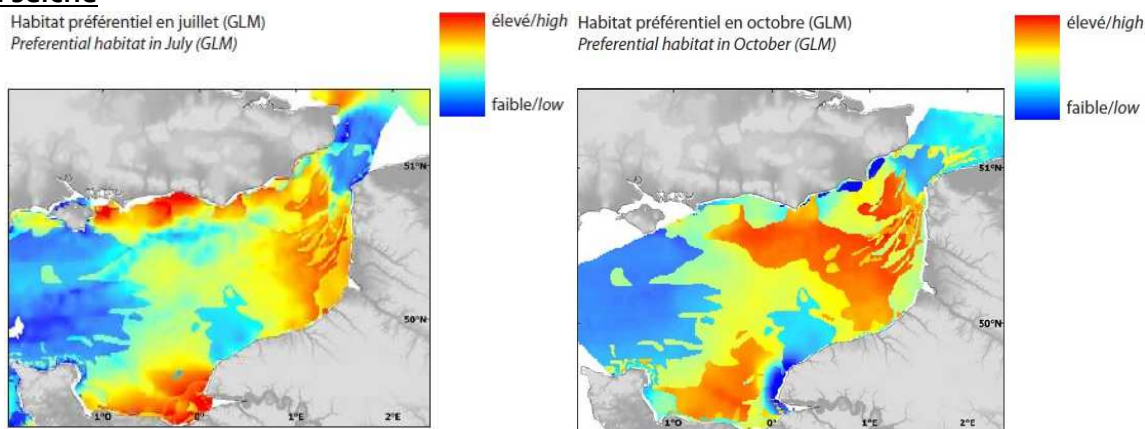 seiche
Habitat préférentiel en juillet (GLM)
Preferential habitat in July (GLM)
élevé/high
faible/low
51°N
50°N
1°O
0°
1°E
2°E
Habitat préférentiel en octobre (GLM)
Preferential habitat in October (GLM)
élevé/high
faible/low
51°N
50°N
1°O
0°
1°E
2°E